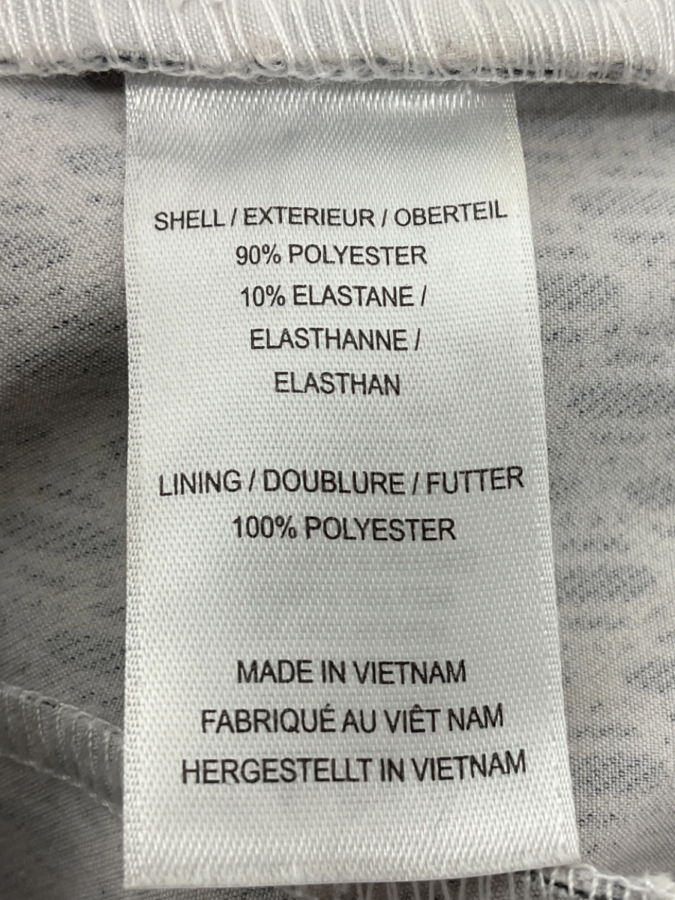 SHELL / EXTERIEUR / OBERTEIL
90% POLYESTER
10% ELASTANE /
ELASTHANNE /
ELASTHAN
LINING / DOUBLURE / FUTTER
100% POLYESTER
MADE IN VIETNAM
FABRIQUÉ AU VIÊT NAM
HERGESTELLT IN VIETNAM